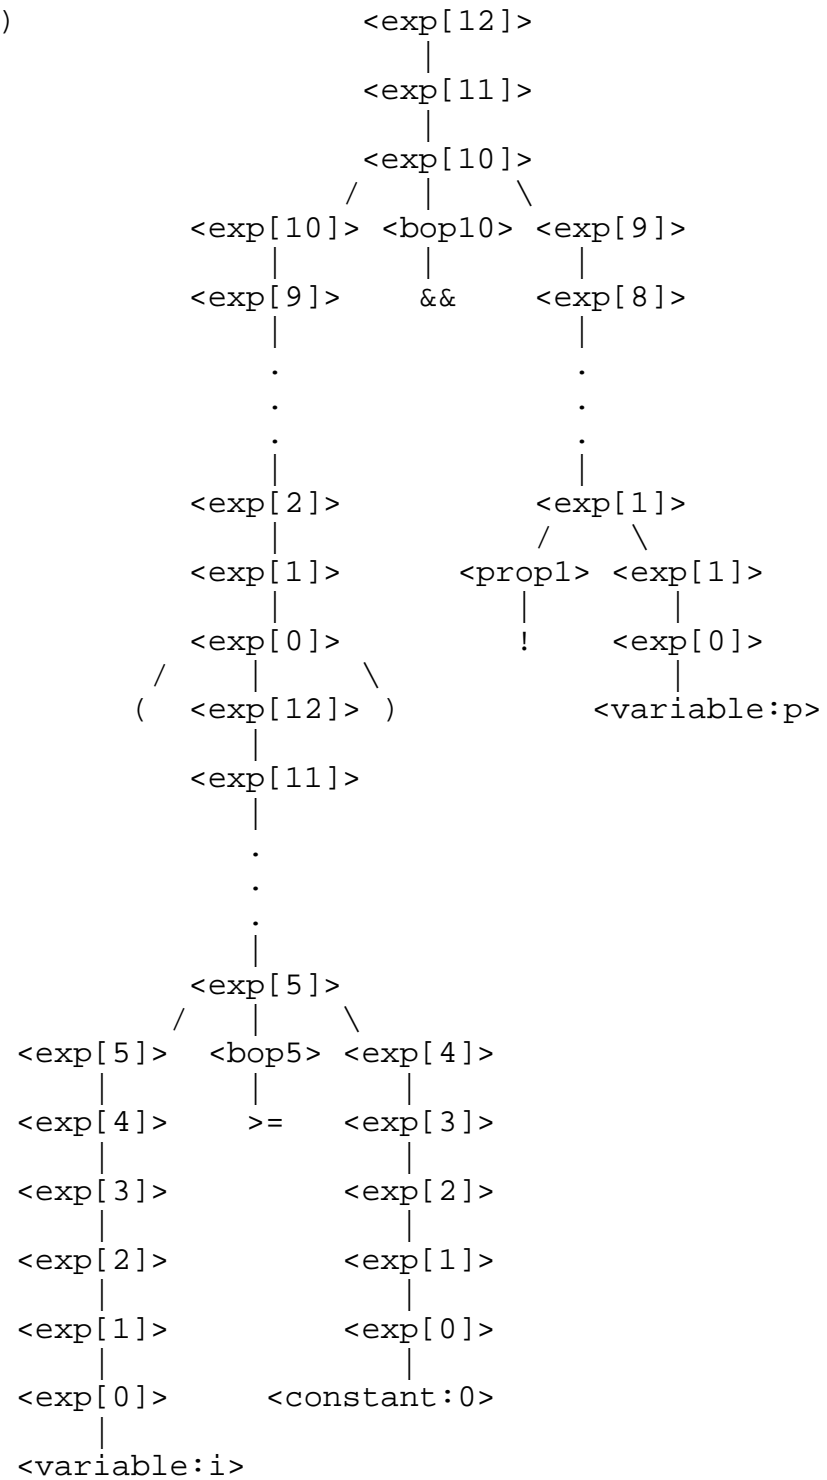 ) <exp[12]>
|
<exp[11]>
|
<exp[10]>
/ | \
<exp[10]> <bop10> <exp[9]>
| | |
<exp[9]> && <exp[8]>
| |
. .
. .
. .
| |
<exp[2]> <exp[1]>
| / \
<exp[1]> <prop1> <exp[1]>
| | |
<exp[0]> ! <exp[0]>
/ | \ |
( <exp[12]> ) <variable:p>
|
<exp[11]>
|
.
.
.
|
<exp[5]>
/ | \
<exp[5]> <bop5> <exp[4]>
| | |
<exp[4]> >= <exp[3]>
| |
<exp[3]> <exp[2]>
| |
<exp[2]> <exp[1]>
| |
<exp[1]> <exp[0]>
| |
<exp[0]> <constant:0>
|
<variable:i>